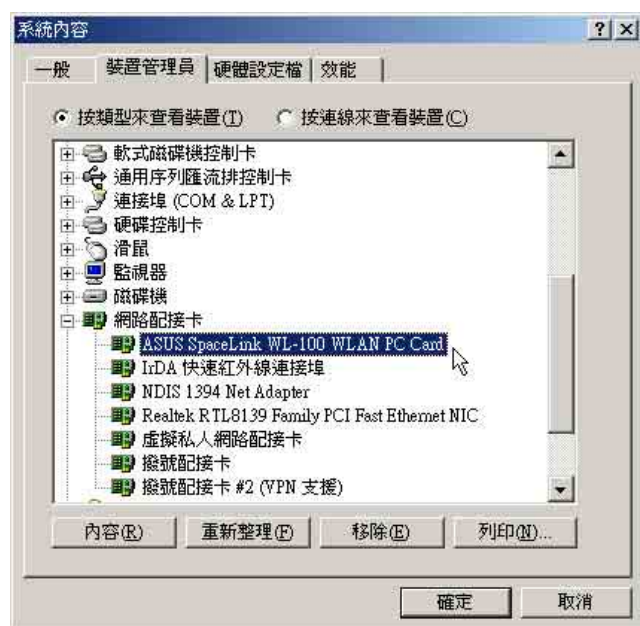 系統內容
一般 裝置管理員 硬體設定檔 效能
按類型來查看裝置(T) 按連線來查看裝置(C)
軟式磁碟機控制卡
通用序列匯流排控制卡
連接埠 (COM & LPT)
硬碟控制卡
滑鼠
監視器
磁碟機
網路配接卡
ASUS SpaceLink WL-100 WLAN PC Card
IrDA 快速紅外線連接埠
NDIS 1394 Net Adapter
Realtek RTL8139 Family PCI Fast Ethernet NIC
虛擬私人網路配接卡
撥號配接卡
撥號配接卡 #2 (VPN 支援)
內容(R) 重新整理(F) 移除(E) 列印(N)...
確定 取消